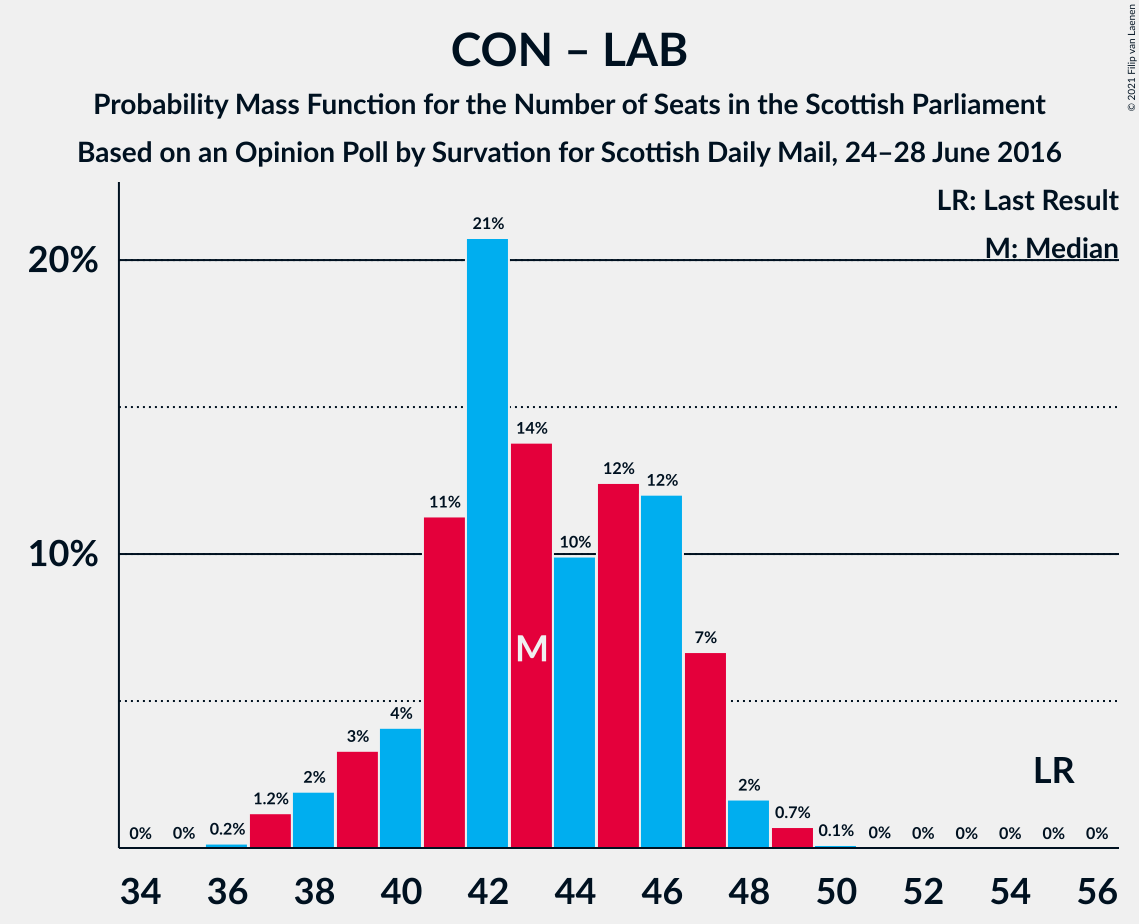 CON – LAB
Probability Mass Function for the Number of Seats in the Scottish Parliament
Based on an Opinion Poll by Survation for Scottish Daily Mail, 24–28 June 2016
© 2021 Filip van Laenen
LR: Last Result
M: Median
20%
10%
0% 0% 0.2% 1.2% 2% 3% 4% 11% 21% 14% 10% 12% 12% 7% 2% 0.7% 0.1% 0% 0% 0% 0% 0% 0%
M
LR
34 36 38 40 42 44 46 48 50 52 54 56